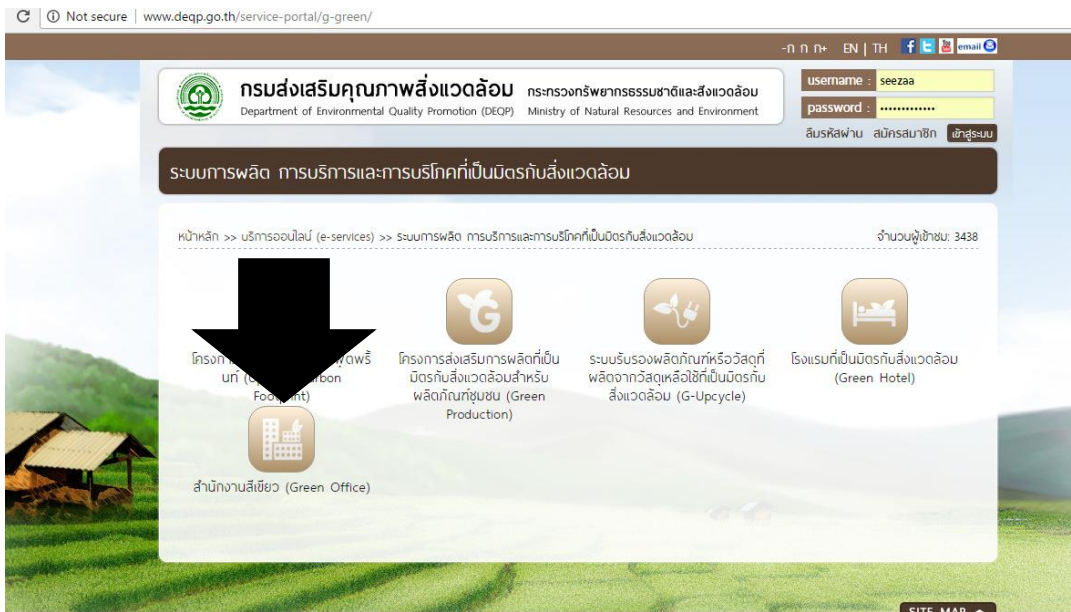 Not secure | www.deqp.go.th/service-portal/g-green/
-ก ก ก+ EN | TH f email
กรมส่งเสริมคุณภาพสิ่งแวดล้อม กระทรวงทรัพยากรธรรมชาติและสิ่งแวดล้อม
Department of Environmental Quality Promotion (DEQP) Ministry of Natural Resources and Environment
username : seezaa
password : •••••••••••••
ลืมรหัสผ่าน สมัครสมาชิก เข้าสู่ระบบ
ระบบการผลิต การบริการและการบริโภคที่เป็นมิตรกับสิ่งแวดล้อม
หน้าหลัก >> บริการออนไลน์ (e-services) >> ระบบการผลิต การบริการและการบริโภคที่เป็นมิตรกับสิ่งแวดล้อม
จำนวนผู้เข้าชม: 3438
โครงการส่งเสริมการผลิตที่เป็น
มิตรกับสิ่งแวดล้อมสำหรับ
ผลิตภัณฑ์ชุมชน (Green
Production)
ระบบรับรองผลิตภัณฑ์หรือวัสดุที่
ผลิตจากวัสดุเหลือใช้ที่เป็นมิตรกับ
สิ่งแวดล้อม (G-Upcycle)
โรงแรมที่เป็นมิตรกับสิ่งแวดล้อม
(Green Hotel)
สำนักงานสีเขียว (Green Office)
SITE MAP